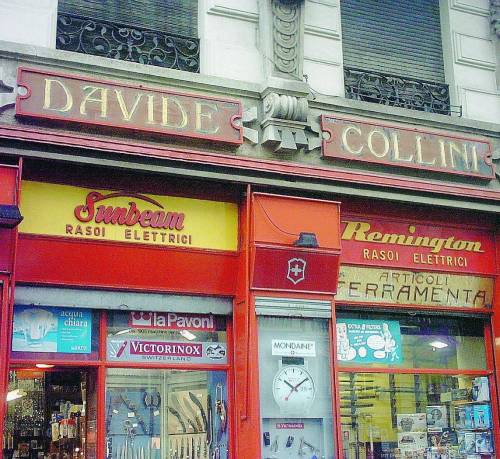 DAVIDE
COLLINI
Sunbeam
RASOI ELETTRICI
Remington
RASOI ELETTRICI
ARTICOLI
FERRAMENTA
acqua
chiara
la Pavoni
VICTORINOX
SWITZERLAND
MONDAINE